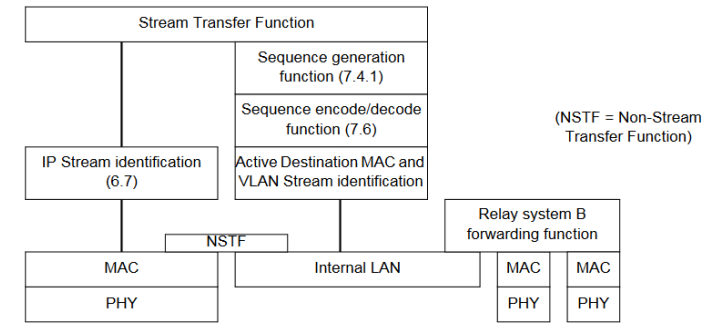 Stream Transfer Function
Sequence generation
function (7.4.1)
Sequence encode/decode
function (7.6)
(NSTF = Non-Stream
Transfer Function)
IP Stream identification
(6.7)
Active Destination MAC and
VLAN Stream identification
Relay system B
forwarding function
NSTF
MAC
Internal LAN
MAC
MAC
PHY
PHY
PHY